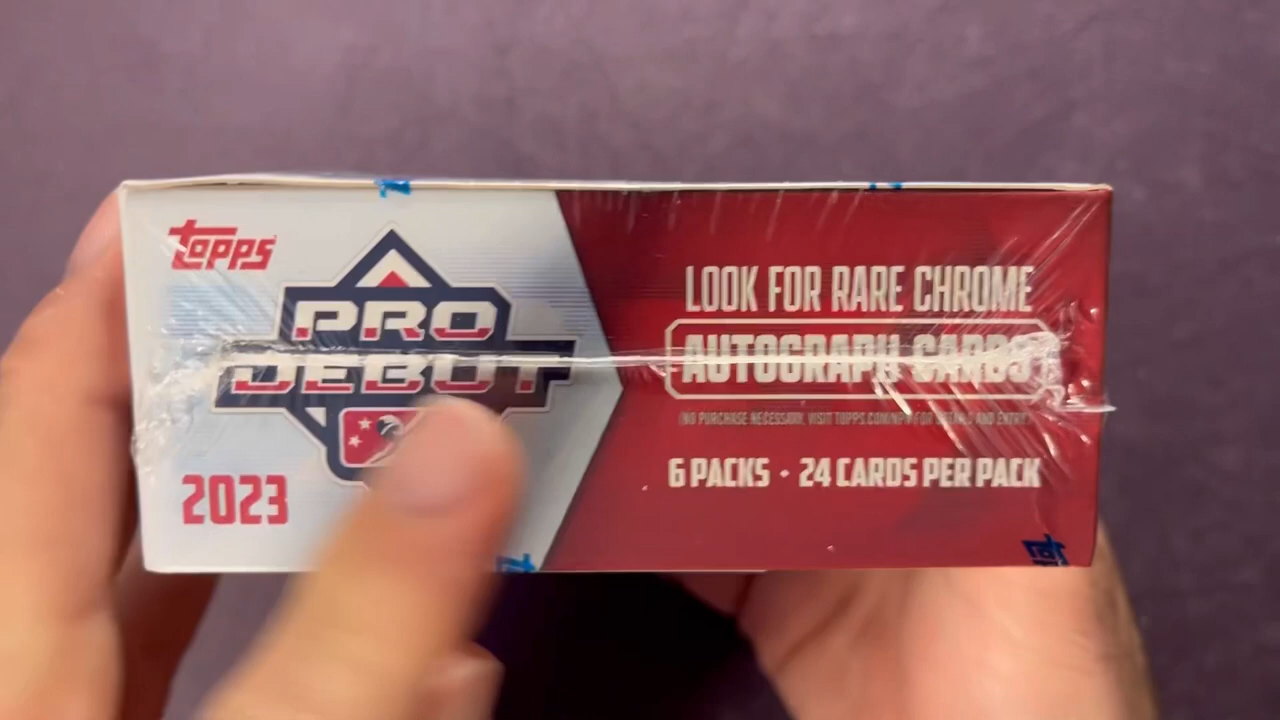 topps
PRO
DEBUT
2023
LOOK FOR RARE CHROME
AUTOGRAPH CARDS
(NO PURCHASE NECESSARY. VISIT TOPPS.COM/NPI FOR DETAILS AND ENTRY)
6 PACKS • 24 CARDS PER PACK